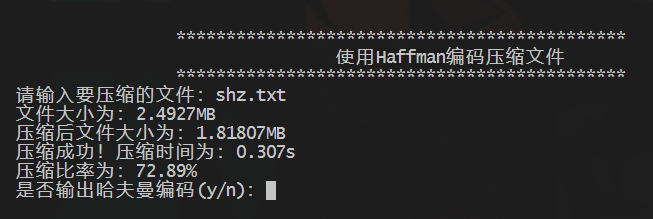 ********************************************
使用Haffman编码压缩文件
********************************************
请输入要压缩的文件: shz.txt
文件大小为: 2.4927MB
压缩后文件大小为: 1.81807MB
压缩成功! 压缩时间为: 0.307s
压缩比率为: 72.89%
是否输出哈夫曼编码(y/n):